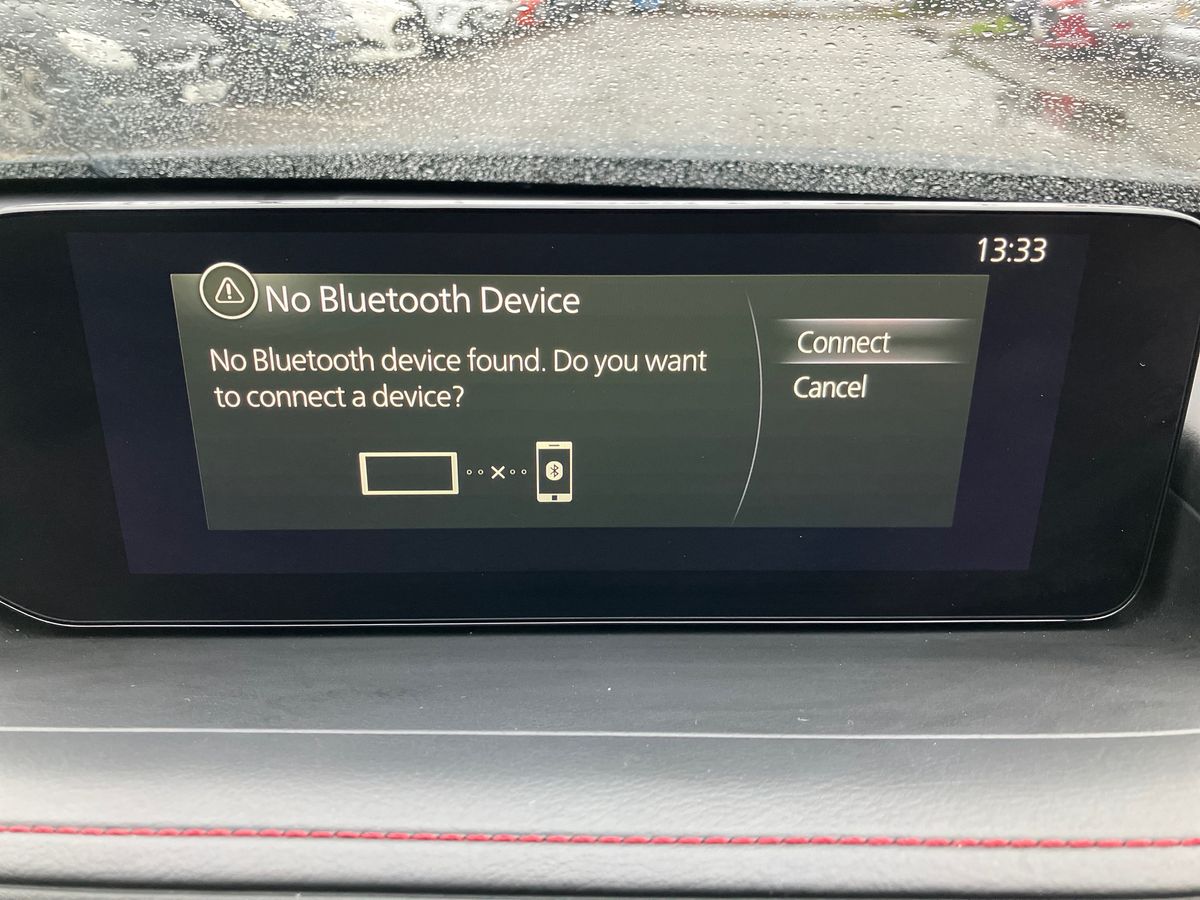 13:33
No Bluetooth Device
No Bluetooth device found. Do you want
to connect a device?
Connect
Cancel